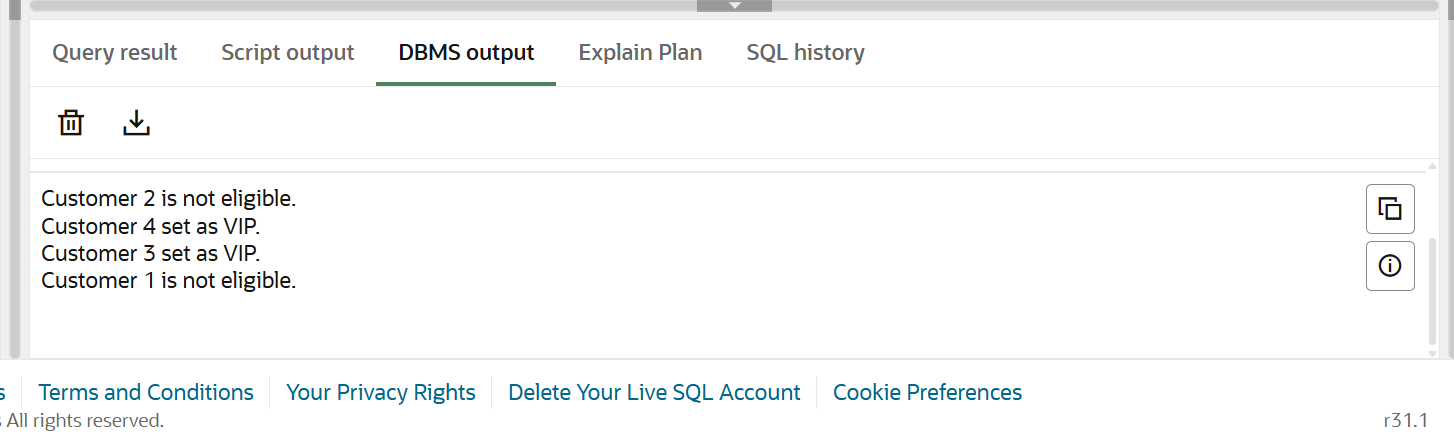 Query result Script output DBMS output Explain Plan SQL history
Customer 2 is not eligible.
Customer 4 set as VIP.
Customer 3 set as VIP.
Customer 1 is not eligible.
s Terms and Conditions Your Privacy Rights Delete Your Live SQL Account Cookie Preferences
All rights reserved.
r31.1